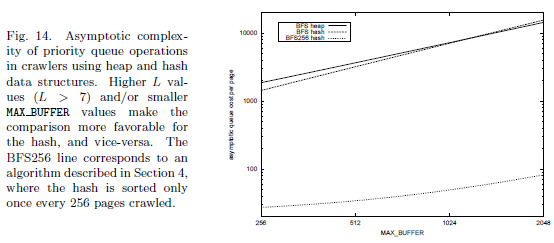 Fig. 14. Asymptotic complex-
ity of priority queue operations
in crawlers using heap and hash
data structures. Higher L val-
ues (L > 7) and/or smaller
MAX_BUFFER values make the
comparison more favorable for
the hash, and vice-versa. The
BFS256 line corresponds to an
algorithm described in Section 4,
where the hash is sorted only
once every 256 pages crawled.
BFS heap
BFS hash
BFS256 hash
asymptotic queue cost per page
10000
1000
100
256
512
1024
2048
MAX_BUFFER